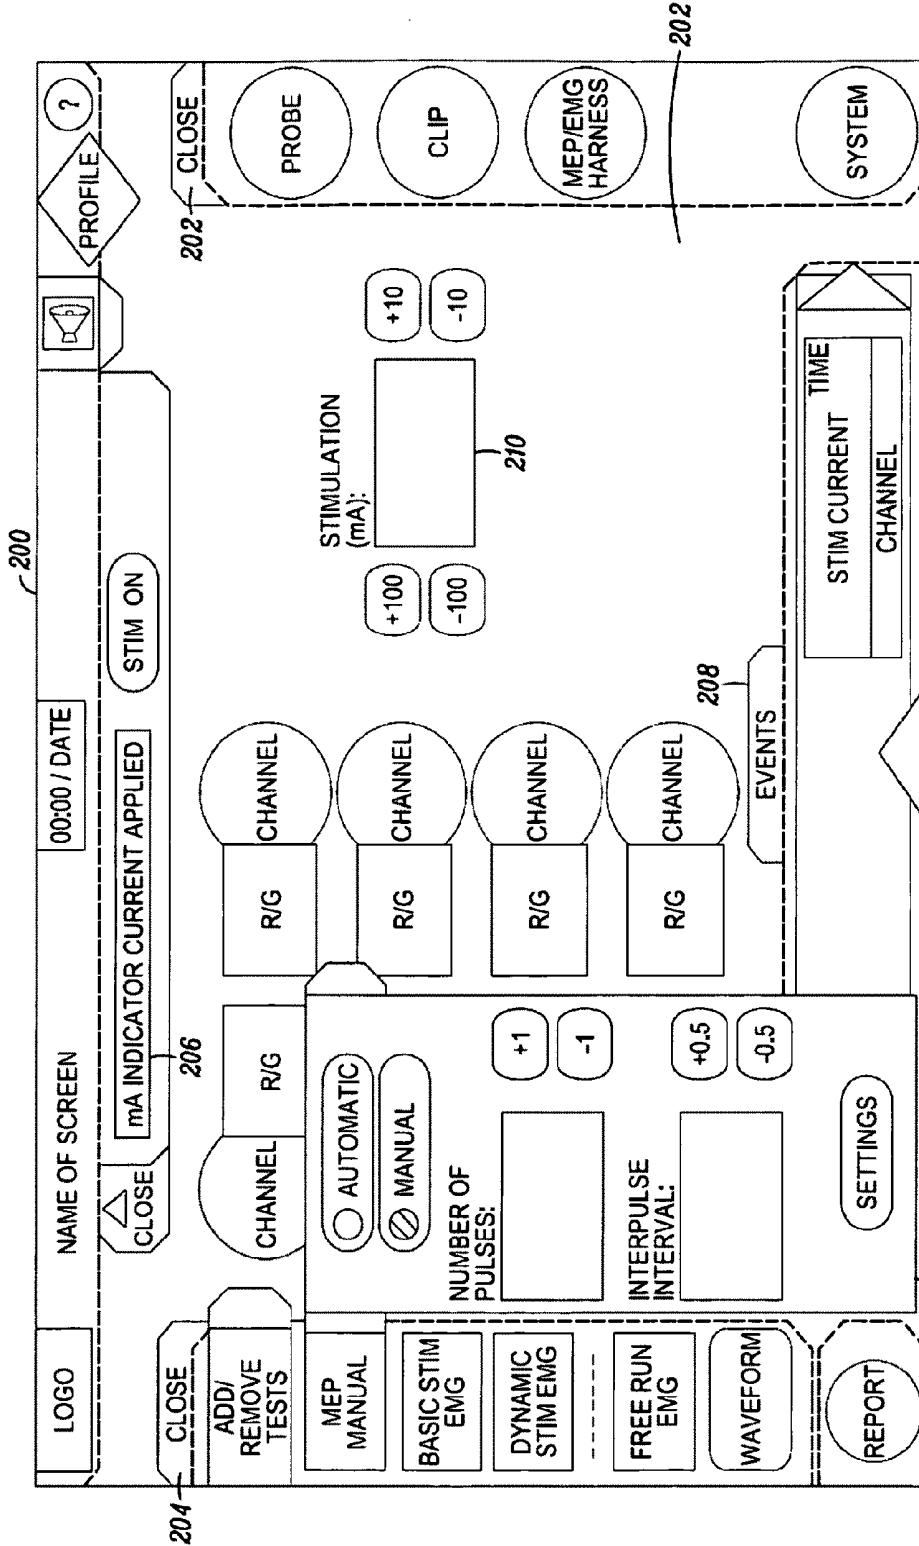 200
LOGO
NAME OF SCREEN
00:00 / DATE
PROFILE
?
CLOSE
mA INDICATOR CURRENT APPLIED
STIM ON
206
204
CLOSE
202
CLOSE
ADD/
REMOVE
TESTS
CHANNEL
R/G
R/G
CHANNEL
STIMULATION
(mA):
PROBE
MEP
MANUAL
AUTOMATIC
MANUAL
R/G
CHANNEL
+100
-100
+10
-10
210
CLIP
BASIC STIM
EMG
NUMBER OF
PULSES:
+1
-1
R/G
CHANNEL
MEP/EMG
HARNESS
DYNAMIC
STIM EMG
FREE RUN
EMG
INTERPULSE
INTERVAL:
+0.5
-0.5
R/G
CHANNEL
208
202
WAVEFORM
EVENTS
SETTINGS
REPORT
TIME
STIM CURRENT
CHANNEL
SYSTEM